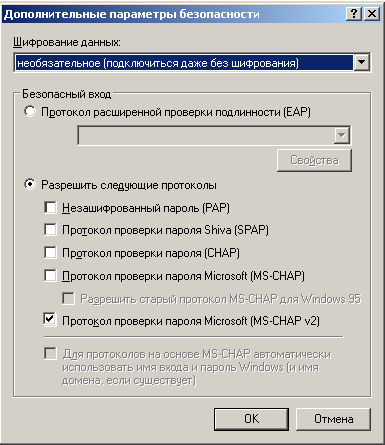 Дополнительные параметры безопасности
Шифрование данных:
необязательное (подключиться даже без шифрования)
Безопасный вход
Протокол расширенной проверки подлинности (EAP)
Свойства
Разрешить следующие протоколы
Незашифрованный пароль (PAP)
Протокол проверки пароля Shiva (SPAP)
Протокол проверки пароля (CHAP)
Протокол проверки пароля Microsoft (MS-CHAP)
Разрешить старый протокол MS-CHAP для Windows 95
Протокол проверки пароля Microsoft (MS-CHAP v2)
Для протоколов на основе MS-CHAP автоматически
использовать имя входа и пароль Windows (и имя
домена, если существует)
OK
Отмена